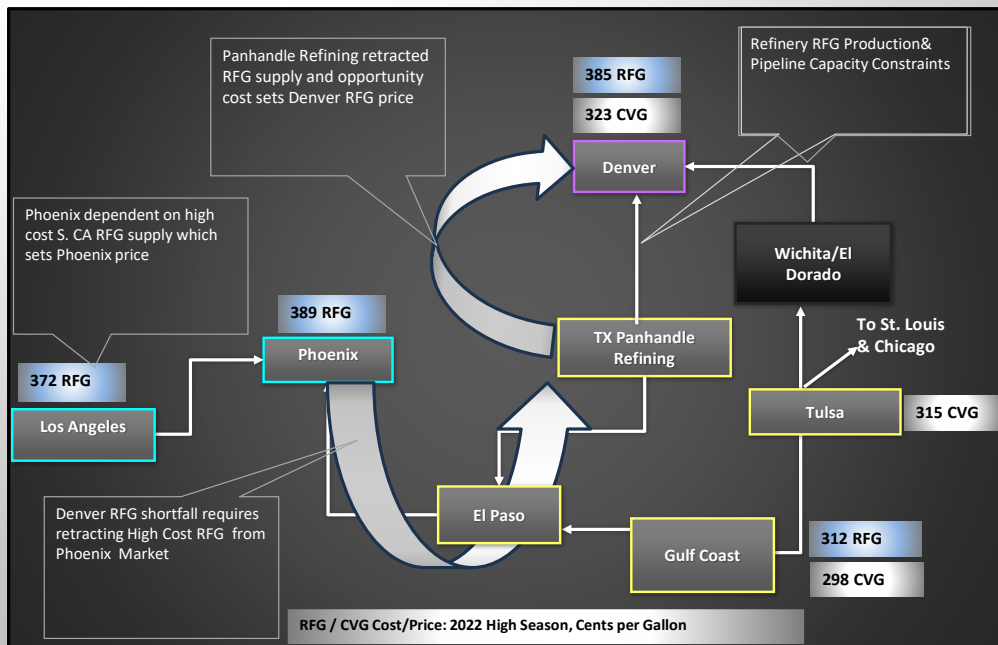 Panhandle Refining retracted
RFG supply and opportunity
cost sets Denver RFG price
385 RFG
323 CVG
Denver
Refinery RFG Production&
Pipeline Capacity Constraints
Phoenix dependent on high
cost S. CA RFG supply which
sets Phoenix price
Wichita/El
Dorado
389 RFG
Phoenix
TX Panhandle
Refining
To St. Louis
& Chicago
372 RFG
Los Angeles
Tulsa
315 CVG
Denver RFG shortfall requires
retracting High Cost RFG from
Phoenix Market
El Paso
Gulf Coast
312 RFG
298 CVG
RFG / CVG Cost/Price: 2022 High Season, Cents per Gallon